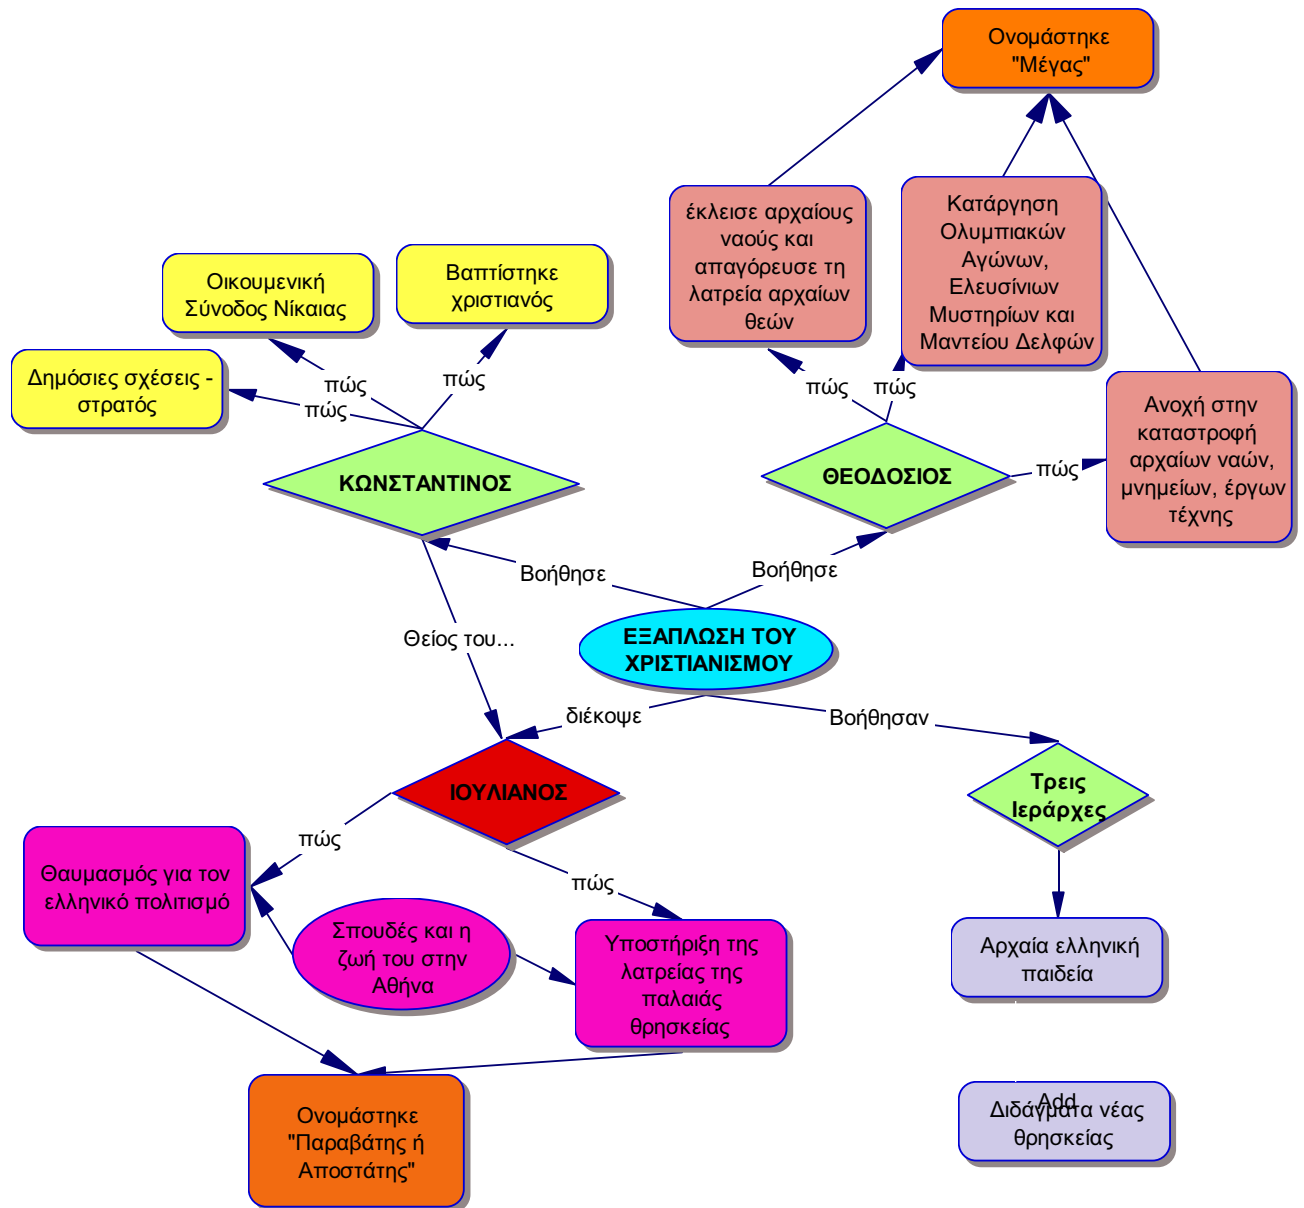 Ονομάστηκε
"Μέγας"
έκλεισε αρχαίους
ναούς και
απαγόρευσε τη
λατρεία αρχαίων
θεών
Κατάργηση
Ολυμπιακών
Αγώνων,
Ελευσίνιων
Μυστηρίων και
Μαντείου Δελφών
Οικουμενική
Σύνοδος Νίκαιας
Βαπτίστηκε
χριστιανός
Δημόσιες σχέσεις -
στρατός
Ανοχή στην
καταστροφή
αρχαίων ναών,
μνημείων, έργων
τέχνης
πώς
πώς
πώς
πώς
πώς
πώς
ΚΩΝΣΤΑΝΤΙΝΟΣ
ΘΕΟΔΟΣΙΟΣ
Βοήθησε
Βοήθησε
Θείος του...
ΕΞΑΠΛΩΣΗ ΤΟΥ
ΧΡΙΣΤΙΑΝΙΣΜΟΥ
διέκοψε
Βοήθησαν
ΙΟΥΛΙΑΝΟΣ
Τρεις
Ιεράρχες
πώς
πώς
Θαυμασμός για τον
ελληνικό πολιτισμό
Σπουδές και η
ζωή του στην
Αθήνα
Υποστήριξη της
λατρείας της
παλαιάς
θρησκείας
Αρχαία ελληνική
παιδεία
Add
Διδάγματα νέας
θρησκείας
Ονομάστηκε
"Παραβάτης ή
Αποστάτης"